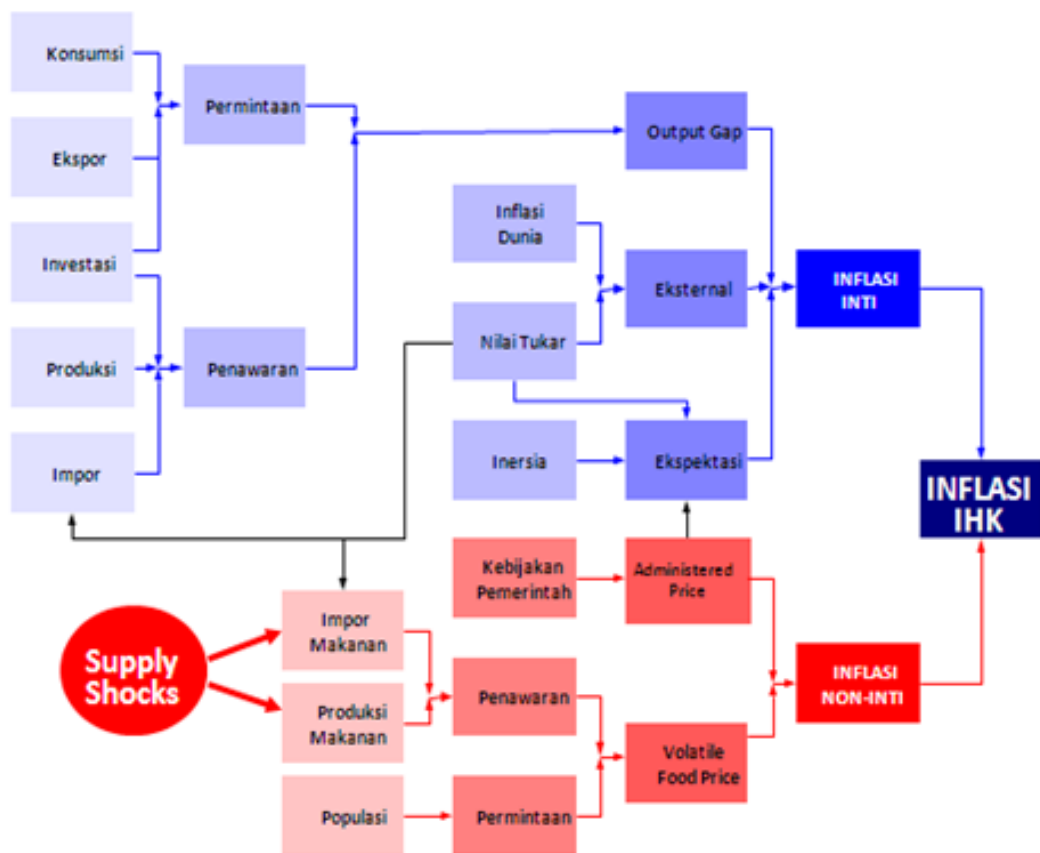 Konsumsi
Permintaan
Output Gap
Ekspor
Inflasi
Dunia
Investasi
Eksternal
INFLASI
INTI
Nilai Tukar
Produksi
Penawaran
Inersia
Ekspektasi
Impor
INFLASI
IHK
Kebijakan
Pemerintah
Administered
Price
Impor
Makanan
Supply
Shocks
INFLASI
NON-INTI
Penawaran
Produksi
Makanan
Volatile
Food Price
Populasi
Permintaan